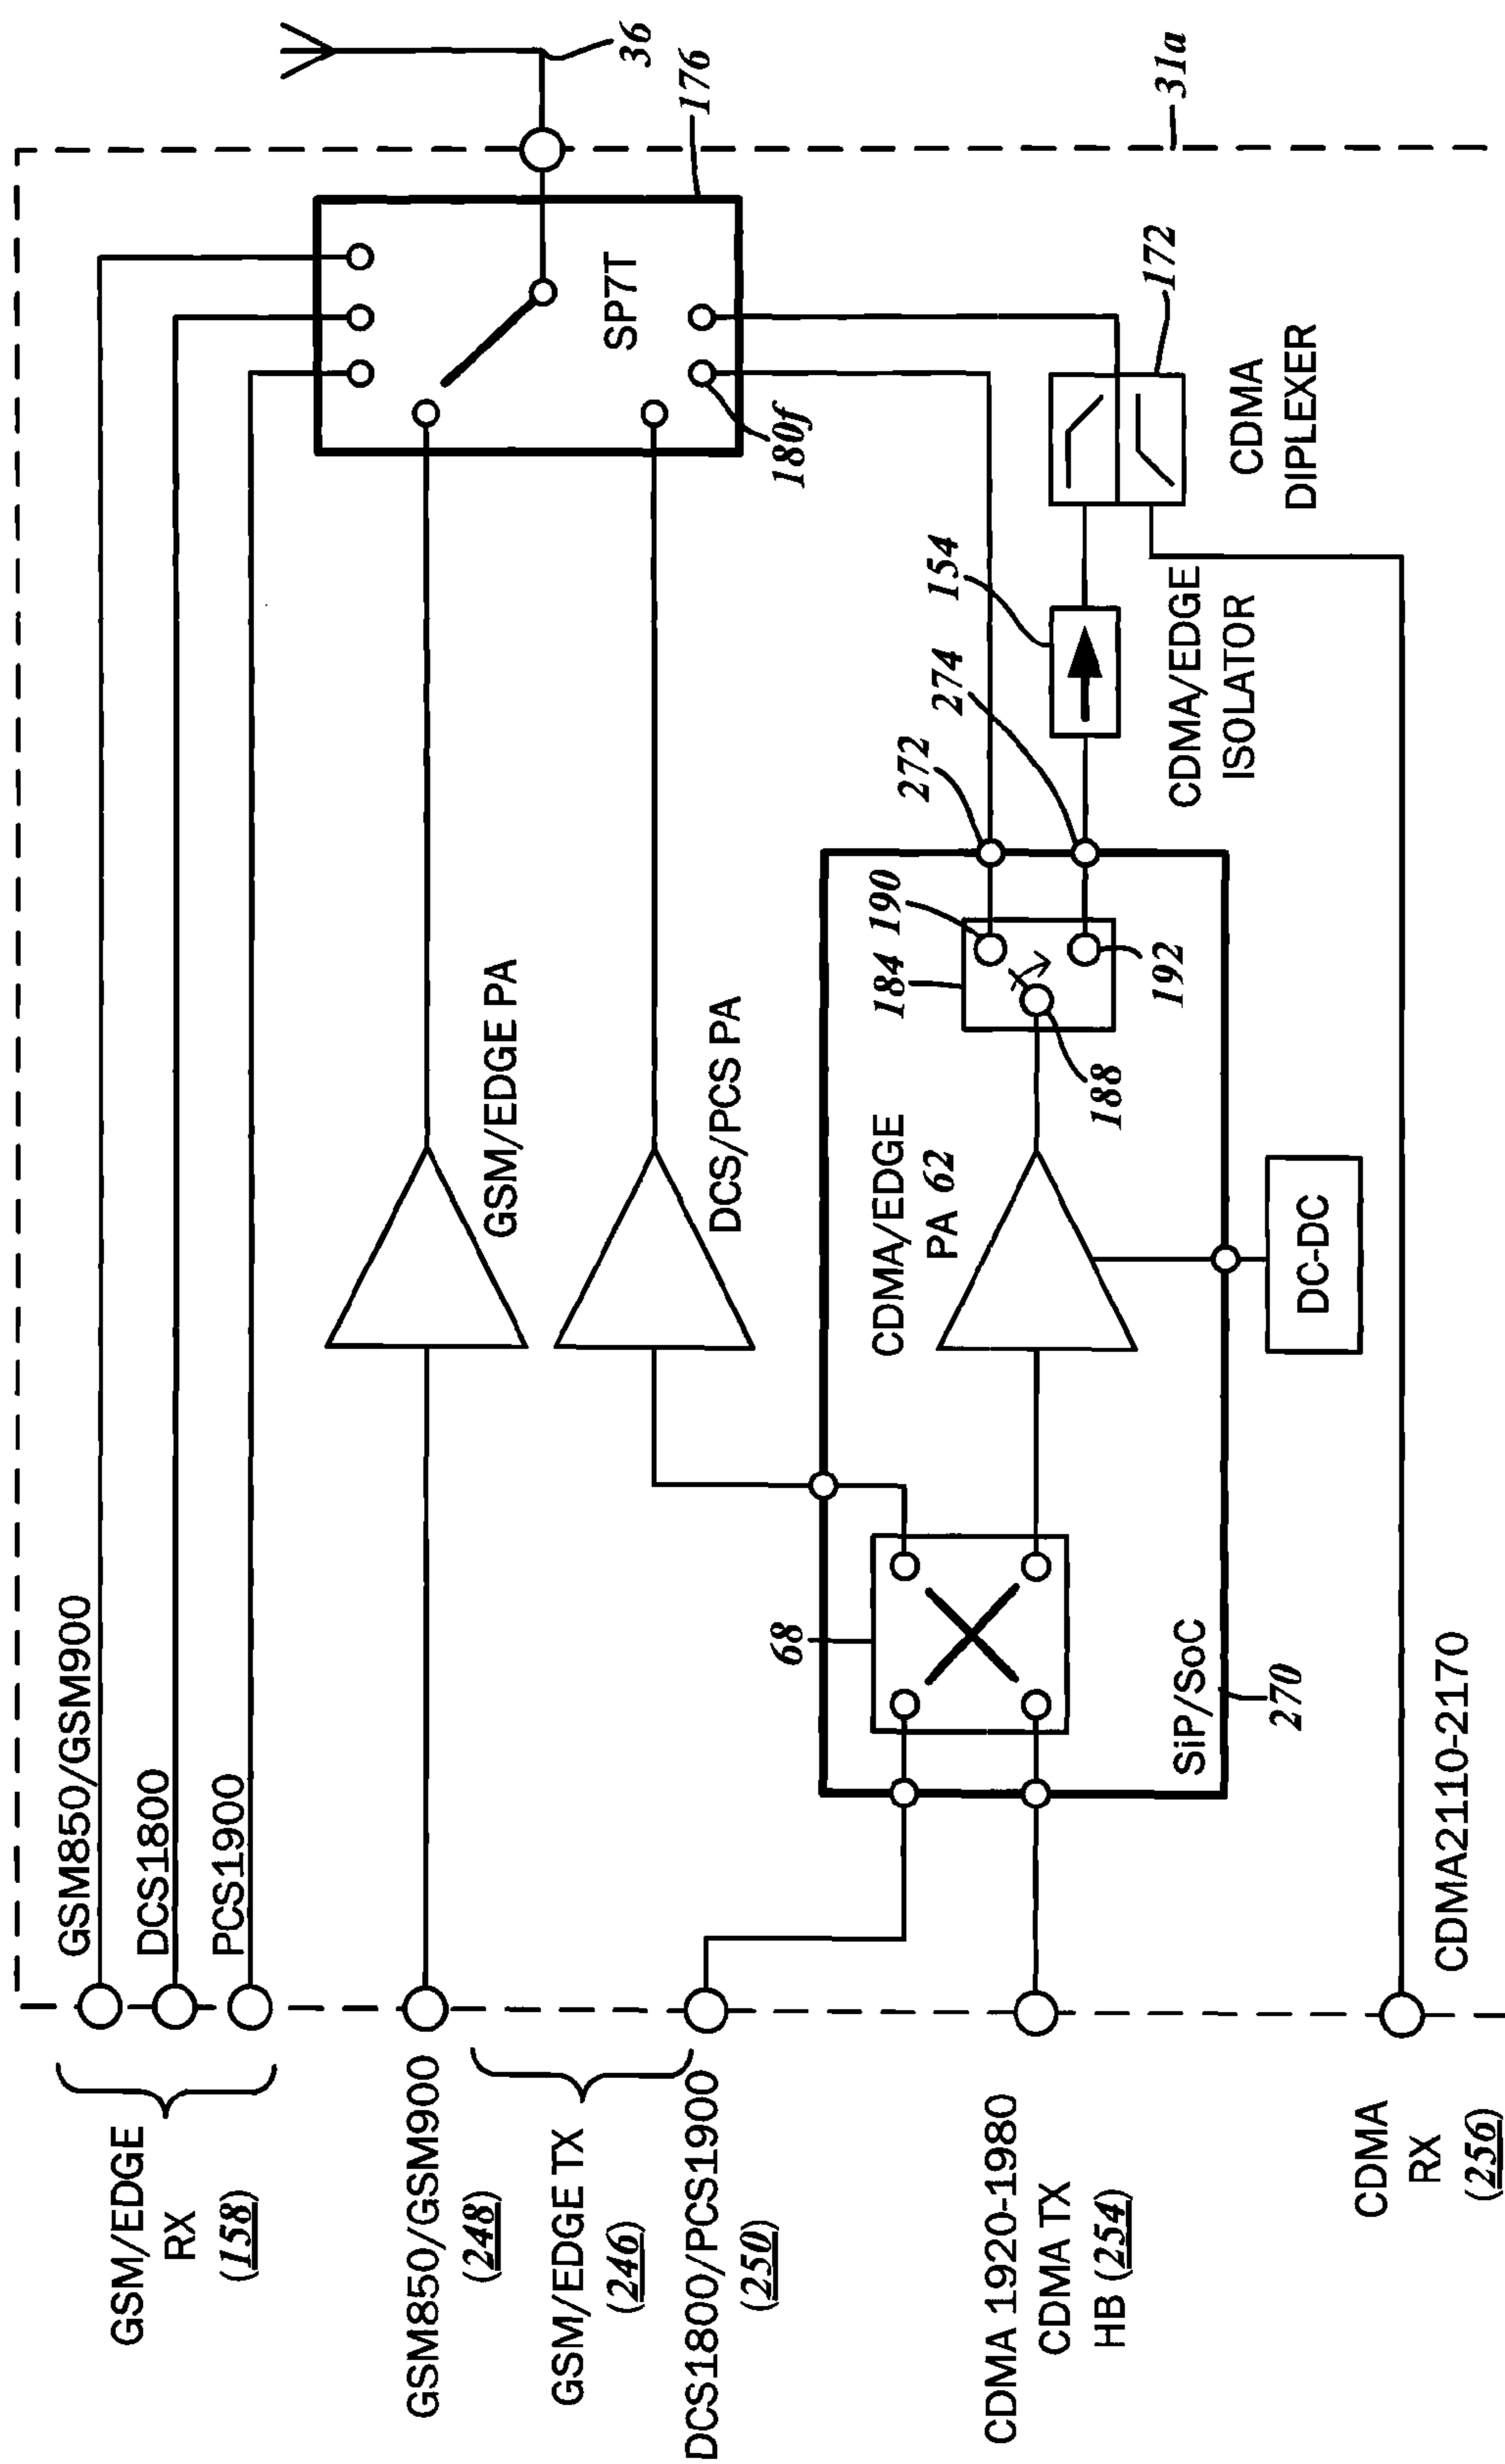 GSM/EDGE
RX
(158)
GSM850/GSM900
DCS1800
PCS1900
GSM850/GSM900
(248)
GSM/EDGE TX
(246)
DCS1800/PCS1900
(250)
CDMA 1920-1980
CDMA TX
HB (254)
CDMA
RX
(256)
CDMA2110-2170
GSM/EDGE PA
DCS/PCS PA
68
SiP/SoC
270
CDMA/EDGE
PA 62
DC-DC
184
190
188
192
272
274
154
CDMA/EDGE
ISOLATOR
CDMA
DIPLEXER
172
180f
SP7T
176
36
31a